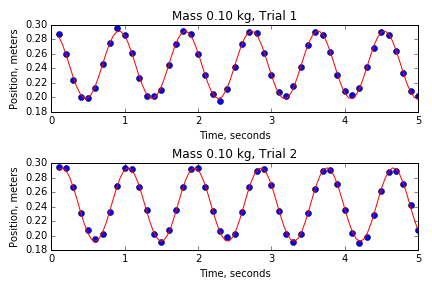 Mass 0.10 kg, Trial 1
0.30
0.28
0.26
0.24
0.22
0.20
0.18
Position, meters
0 1 2 3 4 5
Time, seconds
Mass 0.10 kg, Trial 2
0.30
0.28
0.26
0.24
0.22
0.20
0.18
Position, meters
0 1 2 3 4 5
Time, seconds